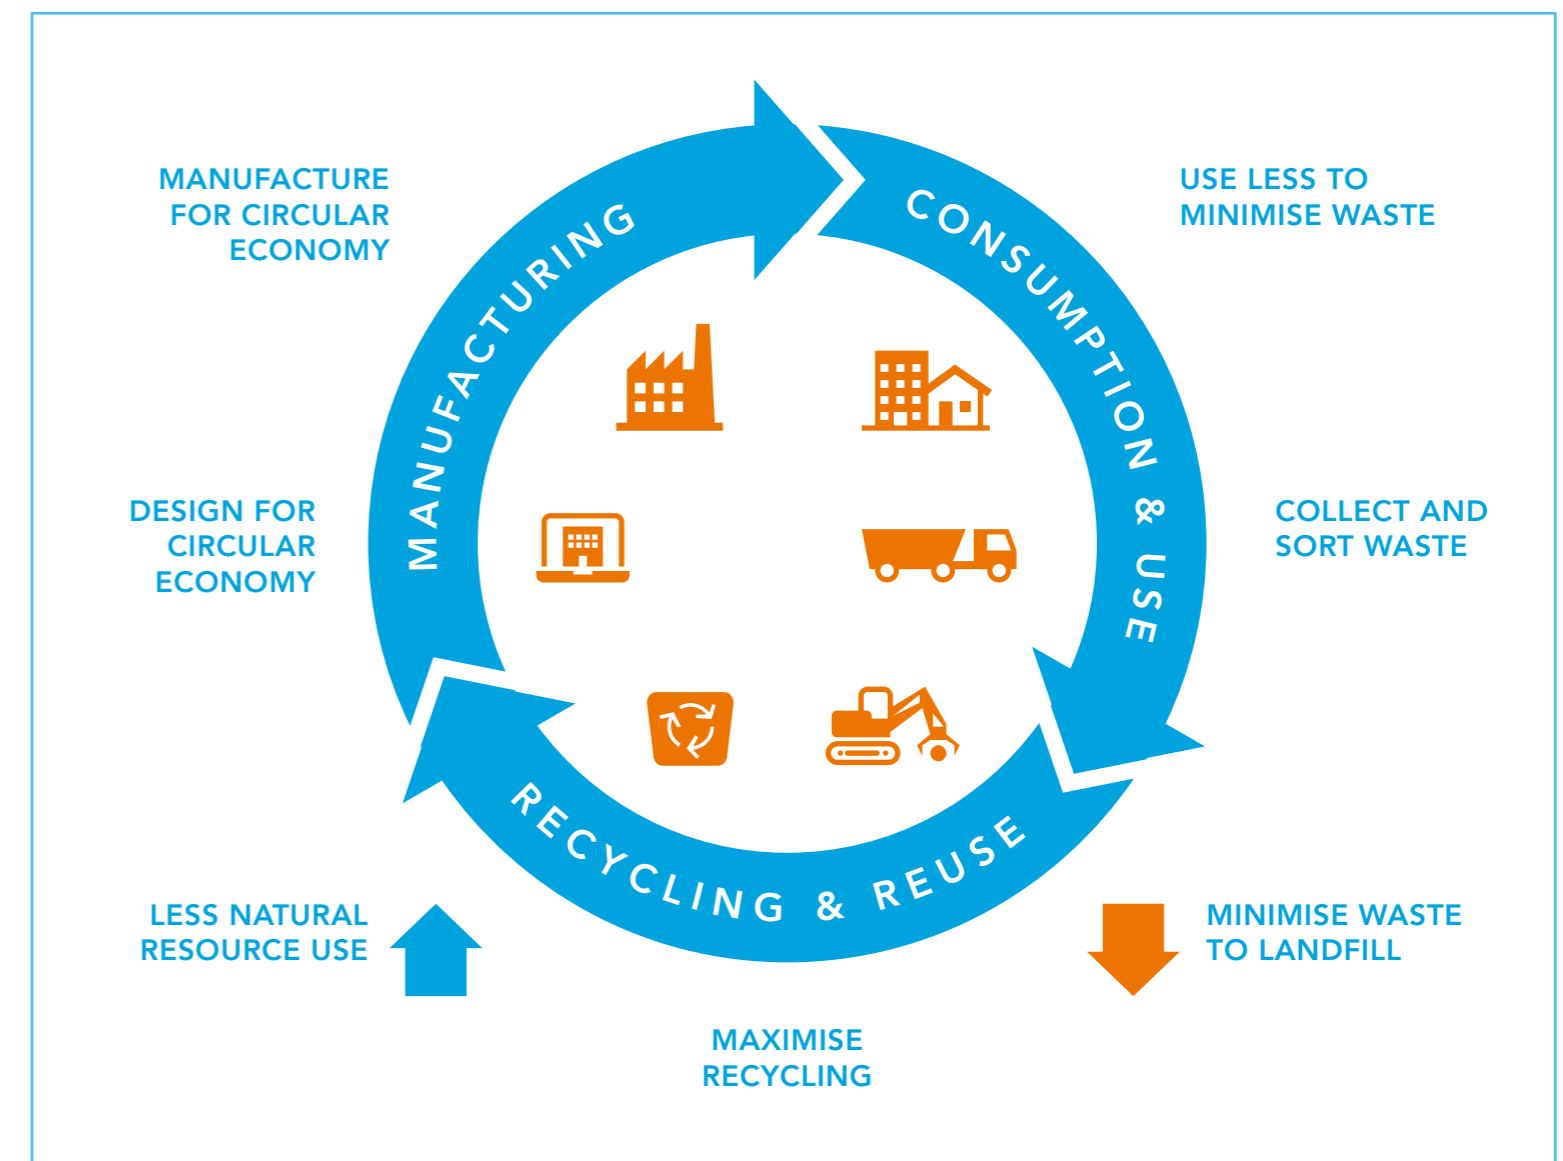 MANUFACTURE
FOR CIRCULAR
ECONOMY
USE LESS TO
MINIMISE WASTE
MANUFACTURING
CONSUMPTION & USE
DESIGN FOR
CIRCULAR
ECONOMY
COLLECT AND
SORT WASTE
RECYCLING & REUSE
LESS NATURAL
RESOURCE USE
MINIMISE WASTE
TO LANDFILL
MAXIMISE
RECYCLING